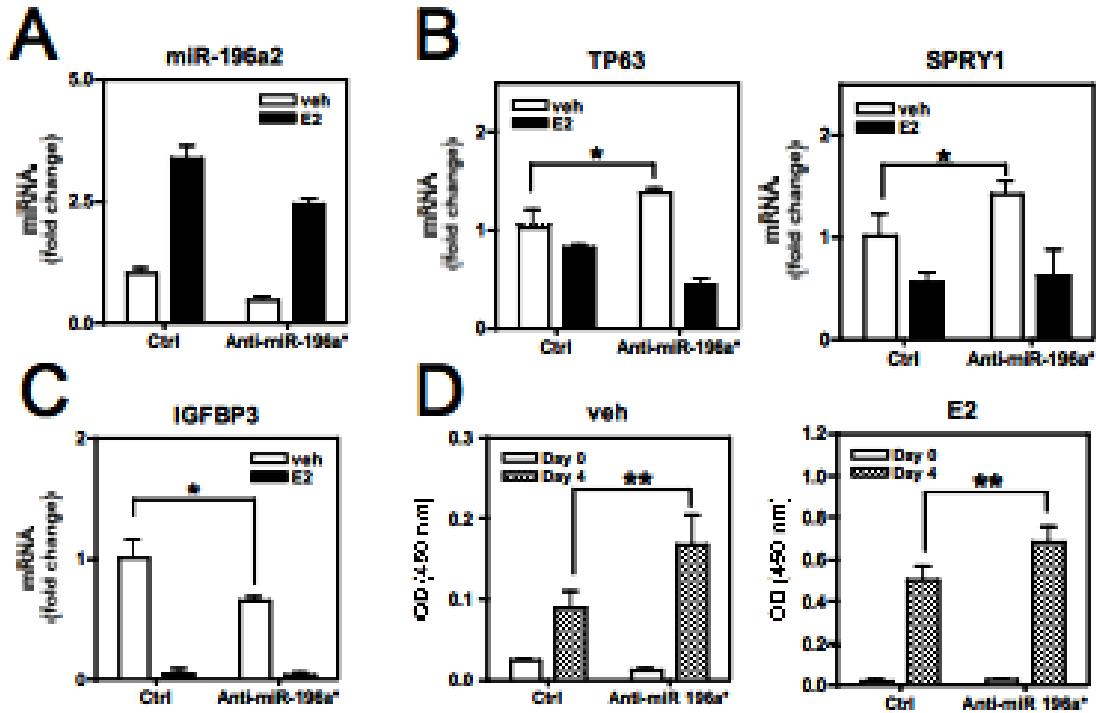 A
miR-196a2
5.0
2.5
0.0
miRNA
(fold change)
veh
E2
Ctrl
Anti-miR-196a*
B
TP63
2
1
0
mRNA
(fold change)
veh
E2
*
Ctrl
Anti-miR-196a*
SPRY1
2
1
0
mRNA
(fold change)
veh
E2
*
Ctrl
Anti-miR-196a*
C
IGFBP3
2
1
0
mRNA
(fold change)
veh
E2
*
Ctrl
Anti-miR-196a*
D
veh
0.3
0.2
0.1
0.0
OD (450 nm)
Day 0
Day 4
**
Ctrl
Anti-miR 196a*
E2
1.2
1.0
0.8
0.6
0.4
0.2
0.0
OD (450 nm)
Day 0
Day 4
**
Ctrl
Anti-miR 196a*